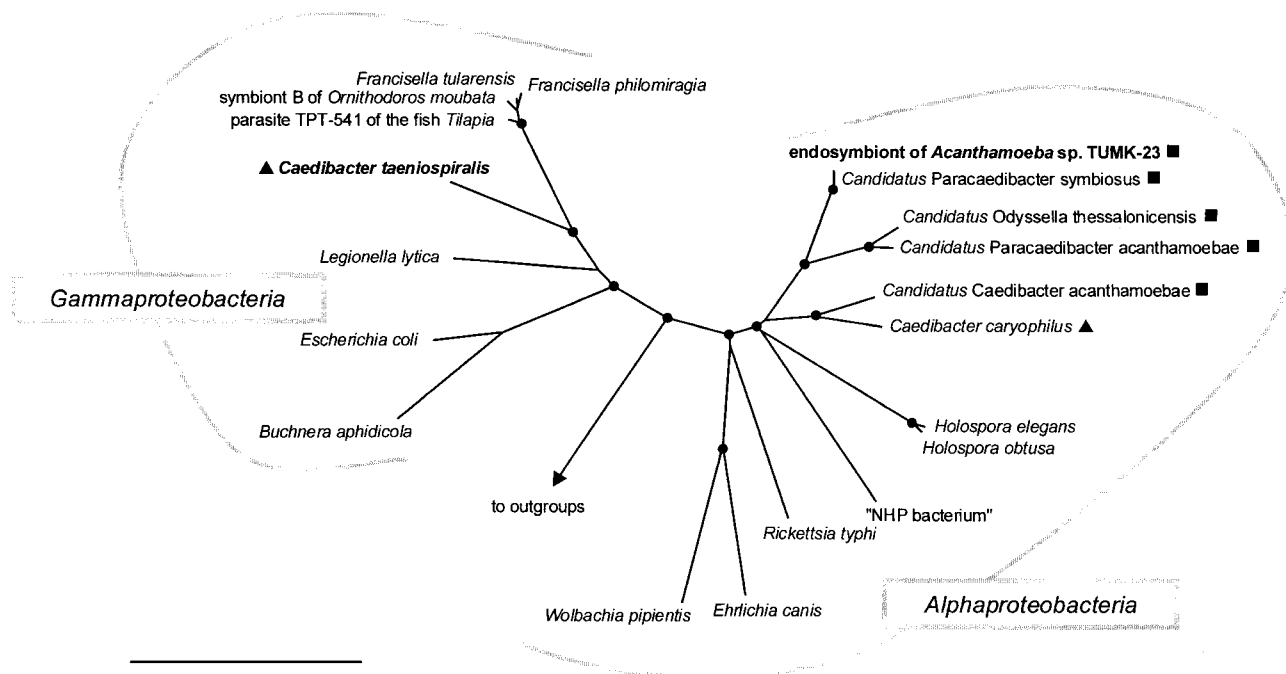 Francisella tularensis
Francisella philomiragia
symbiont B of Ornithodoros moubata
parasite TPT-541 of the fish Tilapia
▲ Caedibacter taeniospiralis
Legionella lytica
Gammaproteobacteria
Escherichia coli
Buchnera aphidicola
to outgroups
endosymbiont of Acanthamoeba sp. TUMK-23 ■
Candidatus Paracaedibacter symbiosus ■
Candidatus Odyssella thessalonicensis ■
Candidatus Paracaedibacter acanthamoebae ■
Candidatus Caedibacter acanthamoebae ■
Caedibacter caryophilus ▲
Holospora elegans
Holospora obtusa
"NHP bacterium"
Rickettsia typhi
Ehrlichia canis
Wolbachia pipientis
Alphaproteobacteria